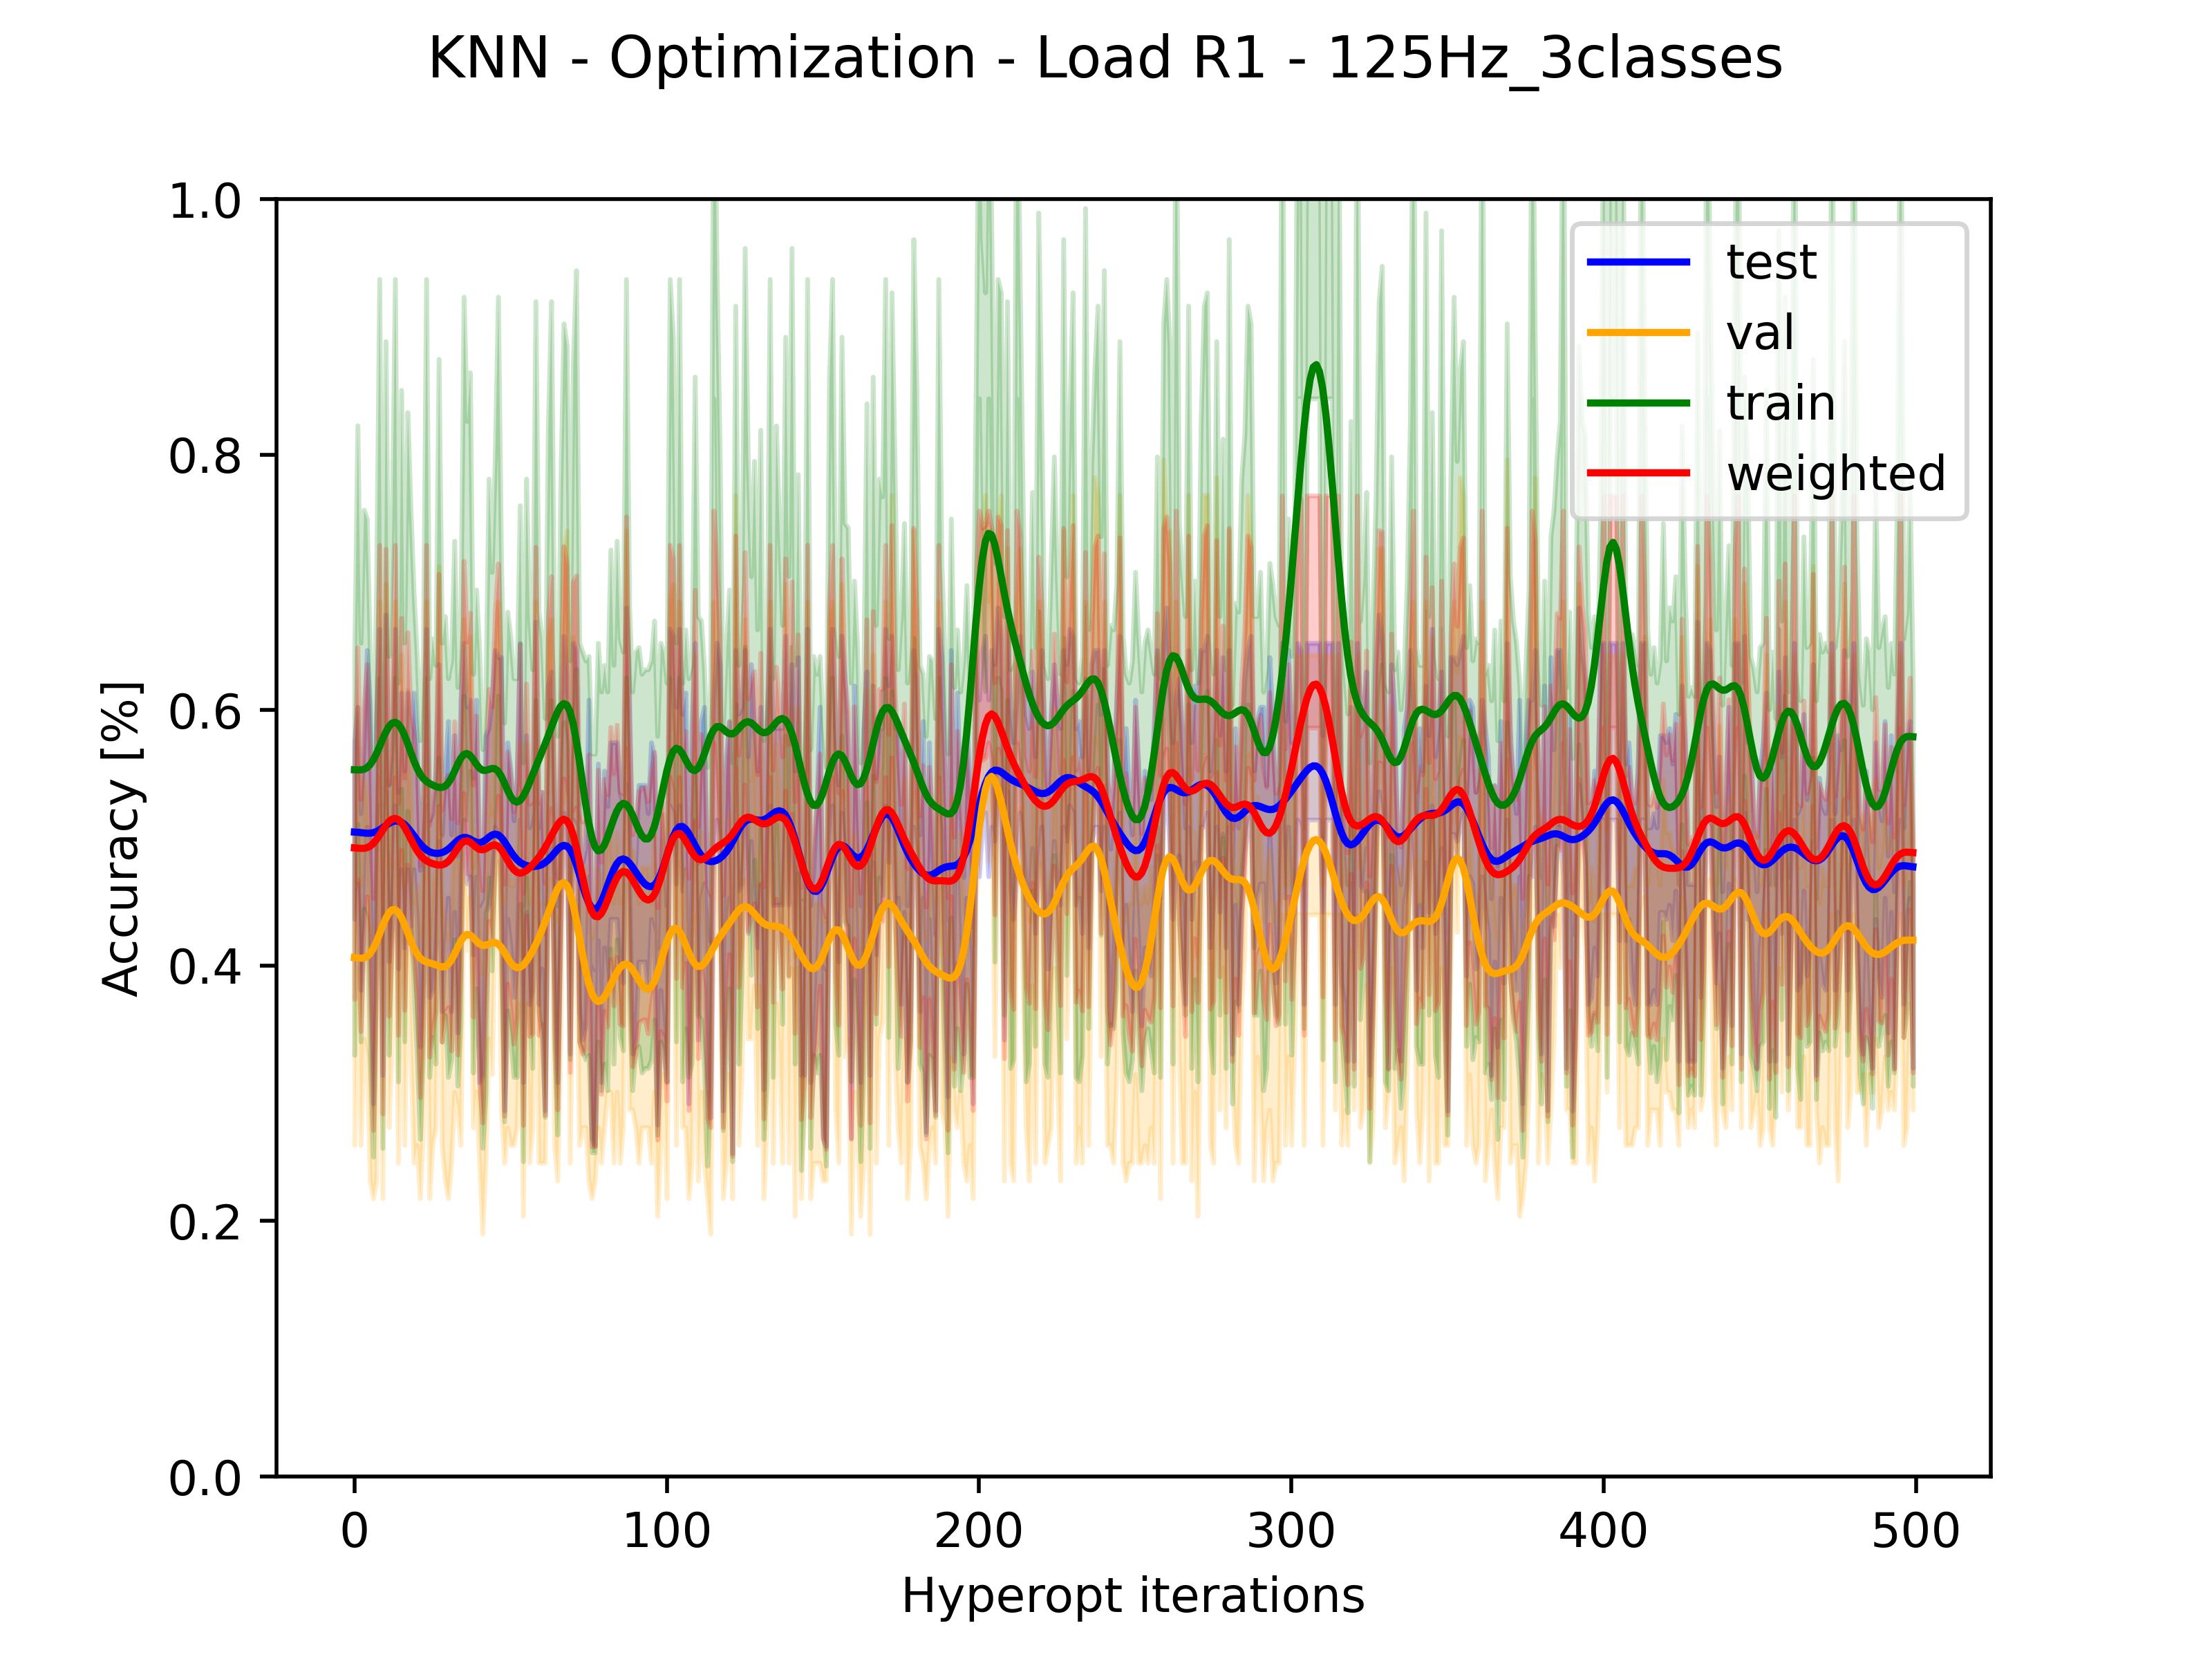 KNN - Optimization - Load R1 - 125Hz_3classes
1.0
0.8
0.6
0.4
0.2
0.0
Accuracy [%]
test
val
train
weighted
0 100 200 300 400 500
Hyperopt iterations